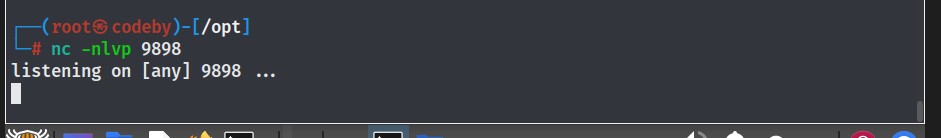 ┌──(root㉿codeby)-[/opt]
└─# nc -nlvp 9898
listening on [any] 9898 ...